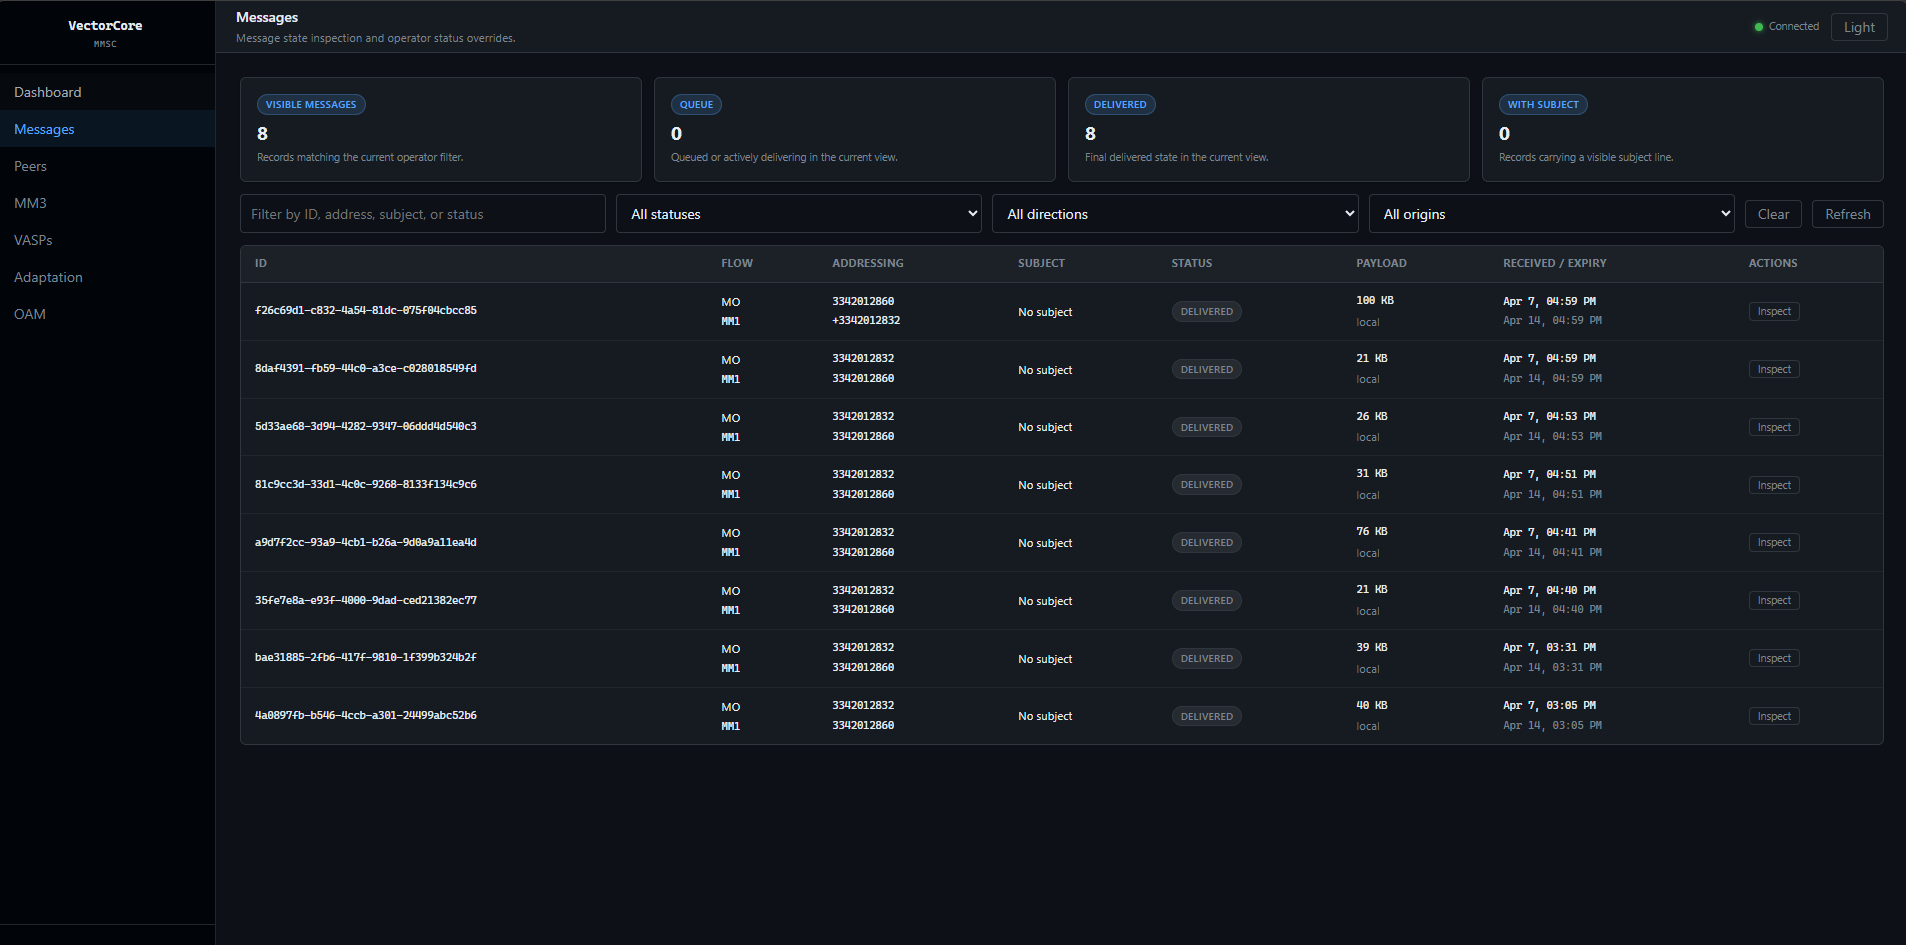 VectorCore
MMSC
Dashboard
Messages
Peers
MM3
VASPs
Adaptation
OAM
Messages
Message state inspection and operator status overrides.
Connected
Light
VISIBLE MESSAGES
8
Records matching the current operator filter.
QUEUE
0
Queued or actively delivering in the current view.
DELIVERED
8
Final delivered state in the current view.
WITH SUBJECT
0
Records carrying a visible subject line.
Filter by ID, address, subject, or status
All statuses
All directions
All origins
Clear
Refresh
ID FLOW ADDRESSING SUBJECT STATUS PAYLOAD RECEIVED / EXPIRY ACTIONS
f26c69d1-c832-4a54-81dc-075f04cbcc85 MO 3342012860 No subject DELIVERED 100 KB Apr 7, 04:59 PM Inspect
MM1 +3342012832 local Apr 14, 04:59 PM
8daf4391-fb59-44c0-a3ce-c028018549fd MO 3342012832 No subject DELIVERED 21 KB Apr 7, 04:59 PM Inspect
MM1 3342012860 local Apr 14, 04:59 PM
5d33ae68-3d94-4282-9347-06ddd4d540c3 MO 3342012832 No subject DELIVERED 26 KB Apr 7, 04:53 PM Inspect
MM1 3342012860 local Apr 14, 04:53 PM
81c9cc3d-33d1-4c0c-9268-8133f134c9c6 MO 3342012832 No subject DELIVERED 31 KB Apr 7, 04:51 PM Inspect
MM1 3342012860 local Apr 14, 04:51 PM
a9d7f2cc-93a9-4cb1-b26a-9d0a9a11ea4d MO 3342012832 No subject DELIVERED 76 KB Apr 7, 04:41 PM Inspect
MM1 3342012860 local Apr 14, 04:41 PM
35fe7e8a-e93f-4000-9dad-ced21382ec77 MO 3342012832 No subject DELIVERED 21 KB Apr 7, 04:40 PM Inspect
MM1 3342012860 local Apr 14, 04:40 PM
bae31885-2fb6-417f-9810-1f399b324b2f MO 3342012832 No subject DELIVERED 39 KB Apr 7, 03:31 PM Inspect
MM1 3342012860 local Apr 14, 03:31 PM
4a0897fb-b546-4ccb-a301-24499abc52b6 MO 3342012832 No subject DELIVERED 40 KB Apr 7, 03:05 PM Inspect
MM1 3342012860 local Apr 14, 03:05 PM